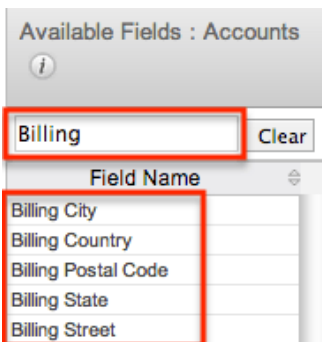 Available Fields : Accounts
i
Billing Clear
Field Name
Billing City
Billing Country
Billing Postal Code
Billing State
Billing Street